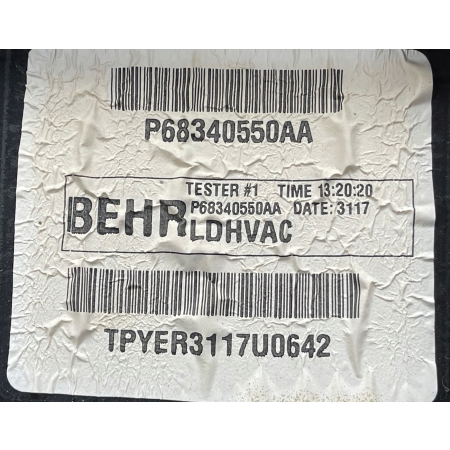 P68340550AA
TESTER #1 TIME 13:20:20
BEHR P68340550AA DATE: 3117
LDHVAC
TPYER3117U0642